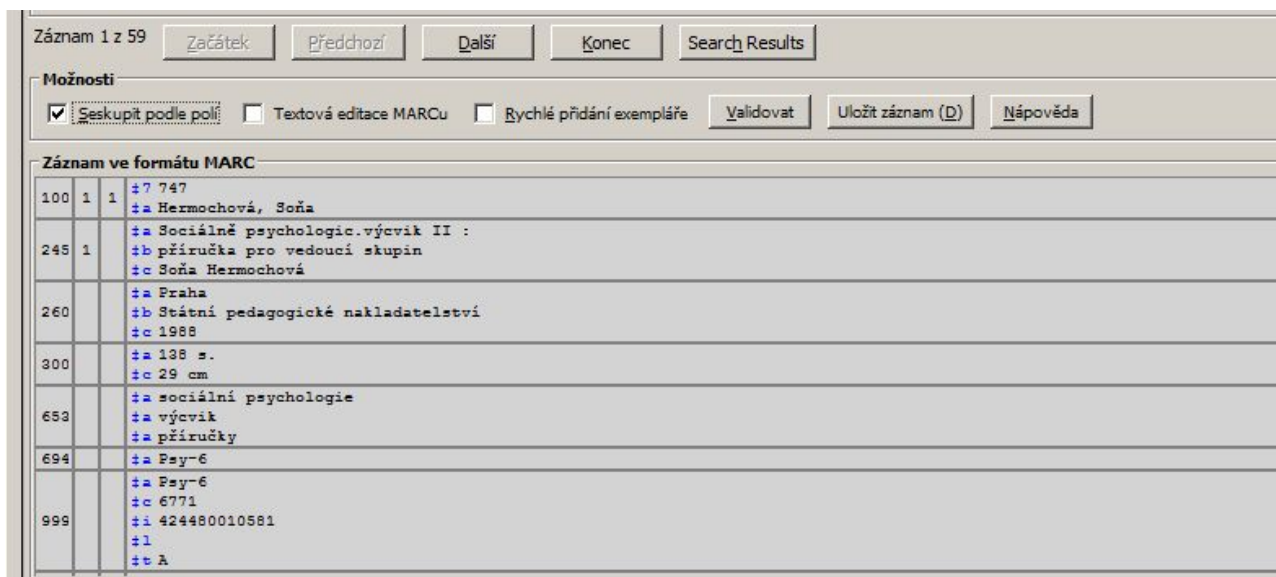 Záznam 1 z 59 Začátek Předchozí Další Konec Search Results
Možnosti
Seskupit podle polí Textová editace MARCu Rychlé přidání exempláře Validovat Uložit záznam (D) Nápověda
Záznam ve formátu MARC
100 1 1 ‡7 747
‡a Hermochová, Soňa
‡a Sociálně psychologic.výcvik II :
245 1 ‡b příručka pro vedoucí skupin
‡c Soňa Hermochová
‡a Praha
260 ‡b Státní pedagogické nakladatelství
‡c 1988
300 ‡a 138 s.
‡c 29 cm
‡a sociální psychologie
653 ‡a výcvik
‡a příručky
694 ‡a Psy-6
‡a Psy-6
‡c 6771
999 ‡i 424480010581
‡l
‡t A